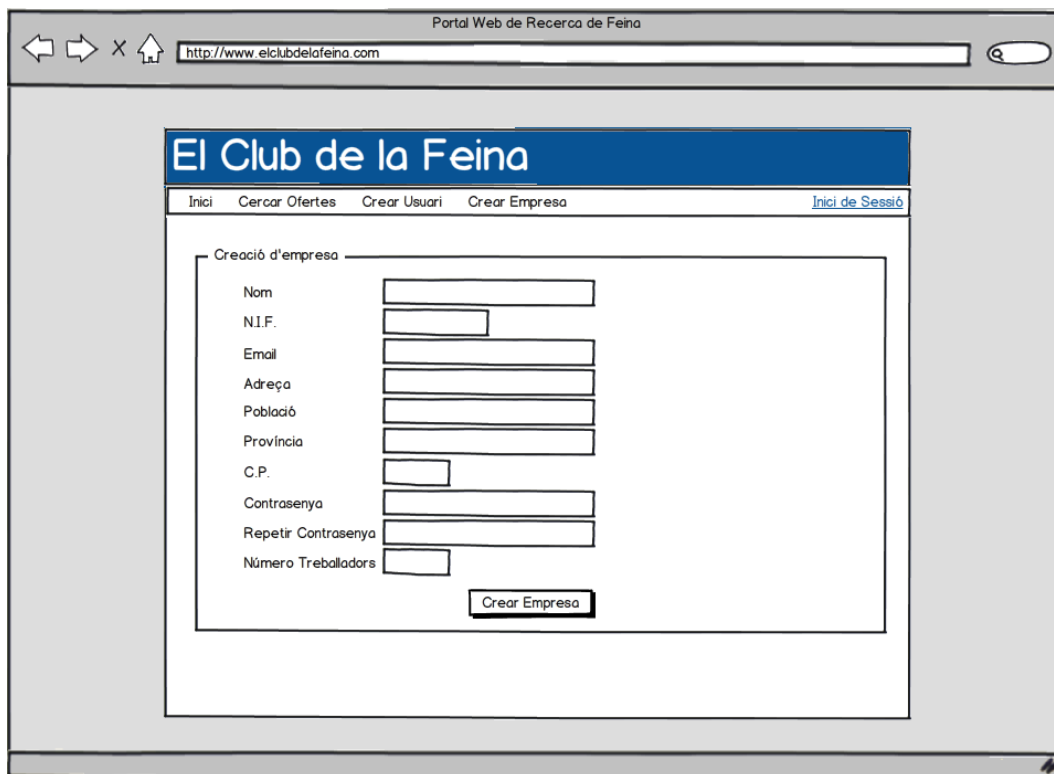 Portal Web de Recerca de Feina
http://www.elclubdelafeina.com
El Club de la Feina
Inici Cercar Ofertes Crear Usuari Crear Empresa Inici de Sessió
Creació d'empresa
Nom
N.I.F.
Email
Adreça
Població
Província
C.P.
Contrasenya
Repetir Contrasenya
Número Treballadors
Crear Empresa